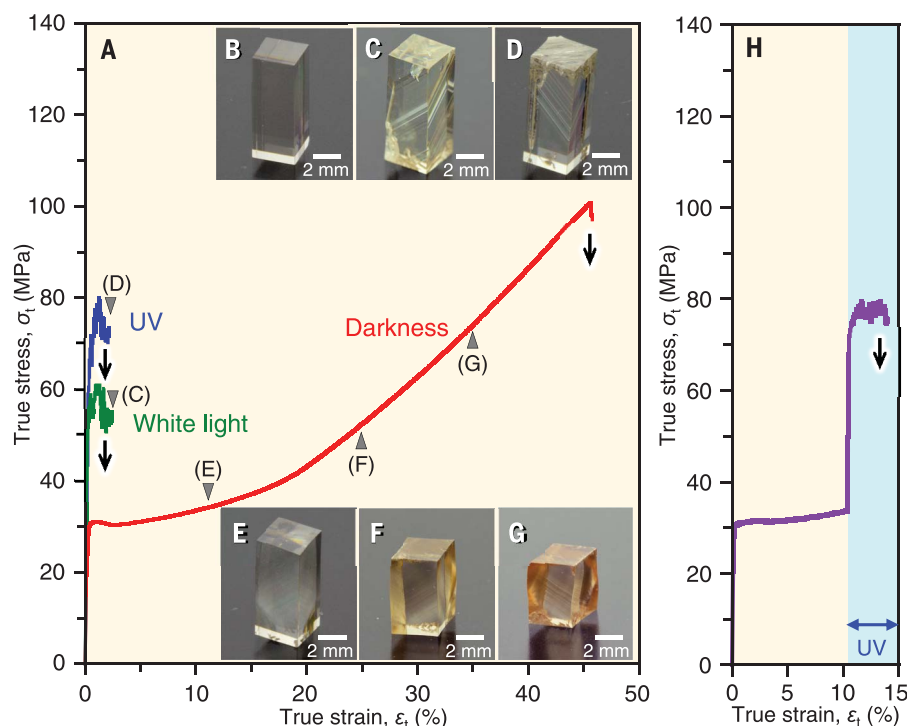 140
120
100
80
60
40
20
0
True stress, σt (MPa)
A
B
2 mm
C
2 mm
D
2 mm
(D)
UV
(C)
White light
Darkness
(E)
(F)
(G)
E
2 mm
F
2 mm
G
2 mm
0 10 20 30 40 50
True strain, εt (%)
140
120
100
80
60
40
20
0
True stress, σt (MPa)
H
UV
0 5 10 15
True strain, εt (%)